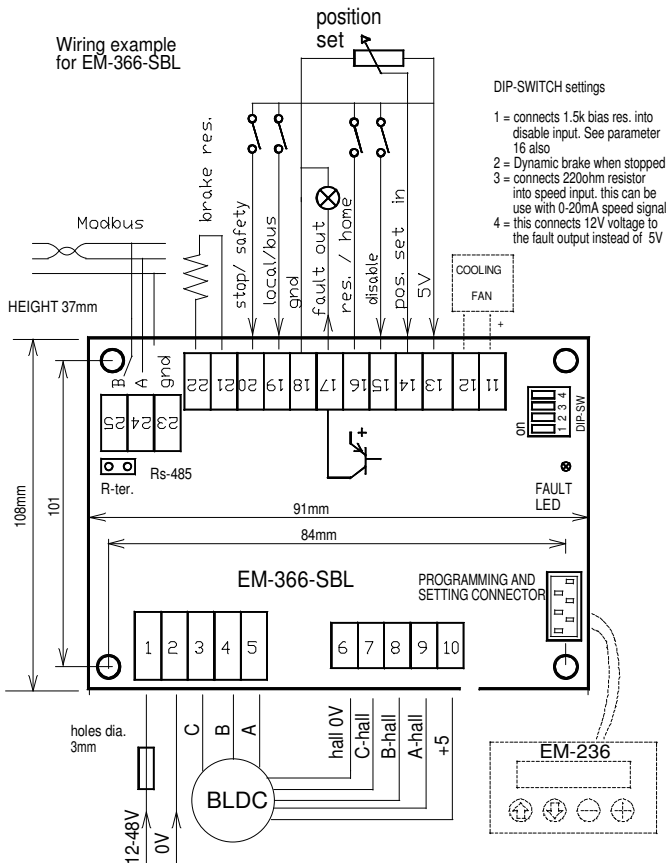 Wiring example
for EM-366-SBL
position
set
DIP-SWITCH settings
1 = connects 1.5k bias res. into
disable input. See parameter
16 also
2 = Dynamic brake when stopped
3 = connects 220ohm resistor
into speed input. this can be
use with 0-20mA speed signal
4 = this connects 12V voltage to
the fault output instead of 5V
Modbus
brake res.
stop/ safety
local/bus
gnd
fault out
res. / home
disable
pos. set in
5V
COOLING
FAN
+
HEIGHT 37mm
B
A
gnd
22
21
20
19
18
17
16
15
14
13
12
11
25
24
23
R-ter.
Rs-485
+
on
1 2 3 4
DIP-SW
FAULT
LED
108mm
101
91mm
84mm
EM-366-SBL
PROGRAMMING AND
SETTING CONNECTOR
1
2
3
4
5
6
7
8
9
10
holes dia.
3mm
C
B
A
hall 0V
C-hall
B-hall
A-hall
+5
BLDC
12-48V
0V
EM-236